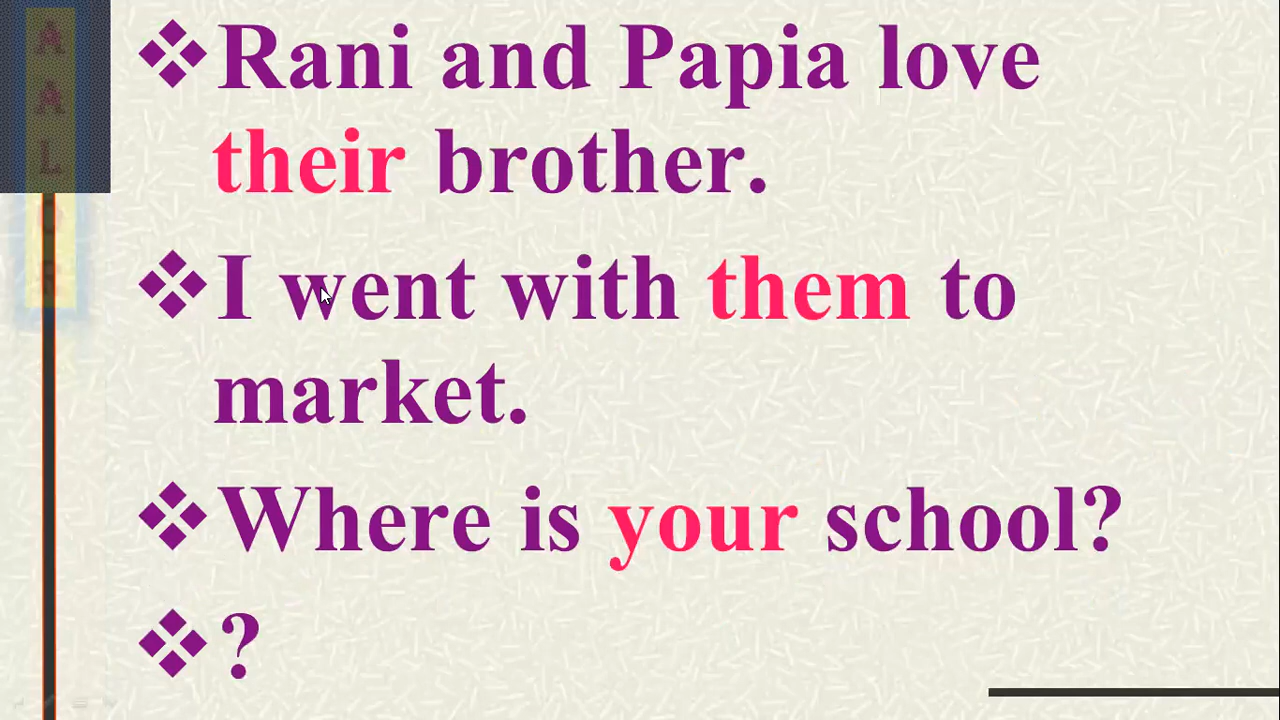 Rani and Papia love
their brother.
I went with them to
market.
Where is your school?
?
A
A
L
O
R